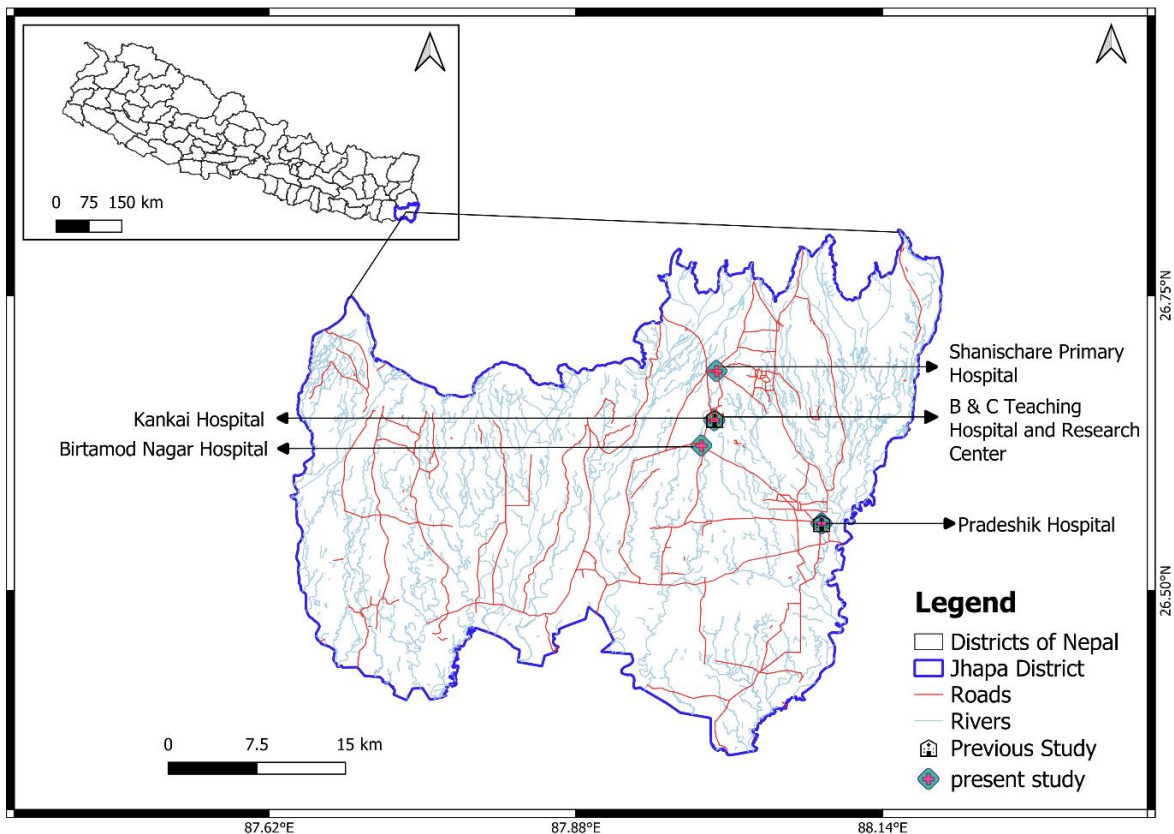 0 75 150 km
26.75°N
Shanischare Primary
Hospital
Kankai Hospital
B & C Teaching
Hospital and Research
Center
Birtamod Nagar Hospital
Pradeshik Hospital
26.50°N
Legend
Districts of Nepal
Jhapa District
Roads
Rivers
Previous Study
present study
0 7.5 15 km
87.62°E
87.88°E
88.14°E